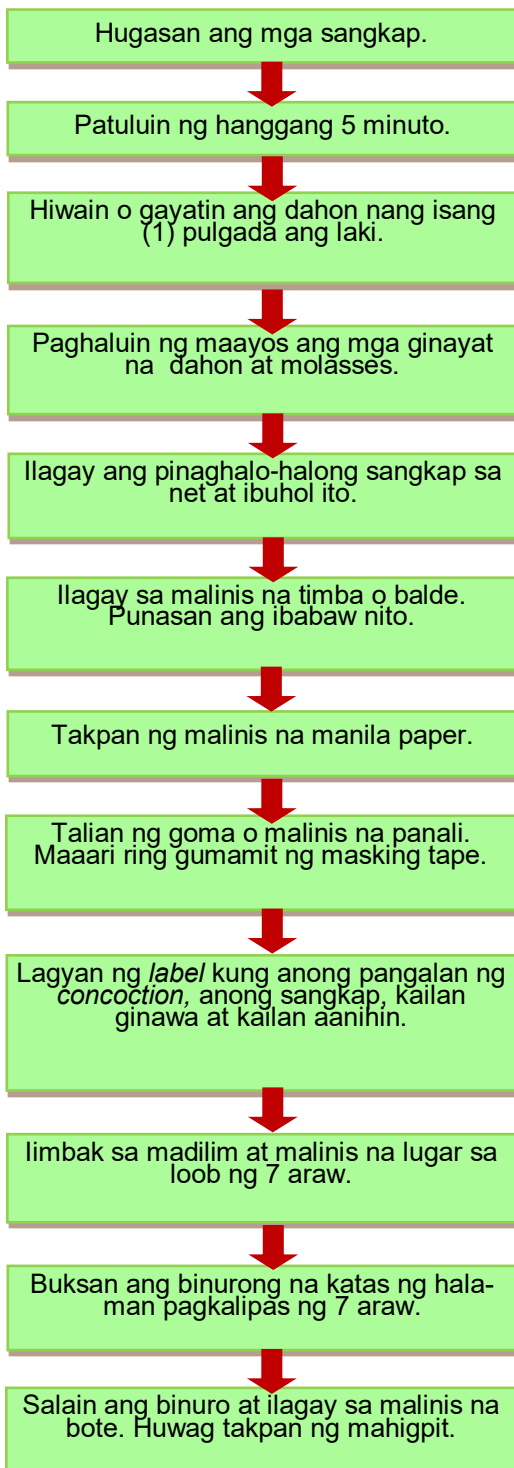 Hugasan ang mga sangkap.
Patuluin ng hanggang 5 minuto.
Hiwain o gayatin ang dahon nang isang
(1) pulgada ang laki.
Paghaluin ng maayos ang mga ginayat
na dahon at molasses.
Ilagay ang pinaghalo-halong sangkap sa
net at ibuhol ito.
Ilagay sa malinis na timba o balde.
Punasan ang ibabaw nito.
Takpan ng malinis na manila paper.
Talian ng goma o malinis na panali.
Maaari ring gumamit ng masking tape.
Lagyan ng label kung anong pangalan ng
concoction, anong sangkap, kailan
ginawa at kailan aanihin.
Iimbak sa madilim at malinis na lugar sa
loob ng 7 araw.
Buksan ang binurong na katas ng hala-
man pagkalipas ng 7 araw.
Salain ang binuro at ilagay sa malinis na
bote. Huwag takpan ng mahigpit.